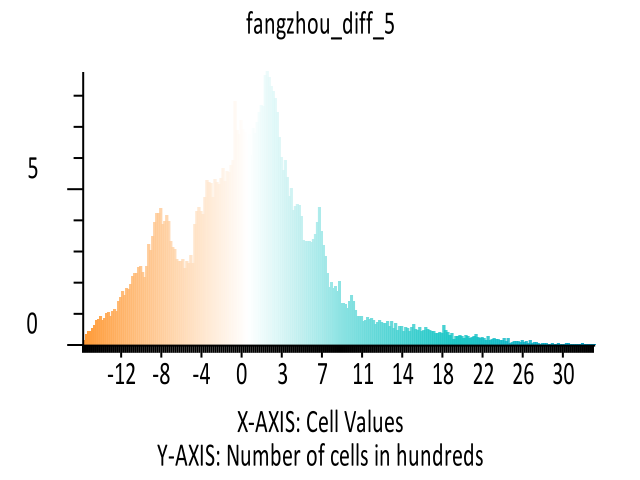 fangzhou_diff_5
5
0
-12 -8 -4 0 3 7 11 14 18 22 26 30
X-AXIS: Cell Values
Y-AXIS: Number of cells in hundreds